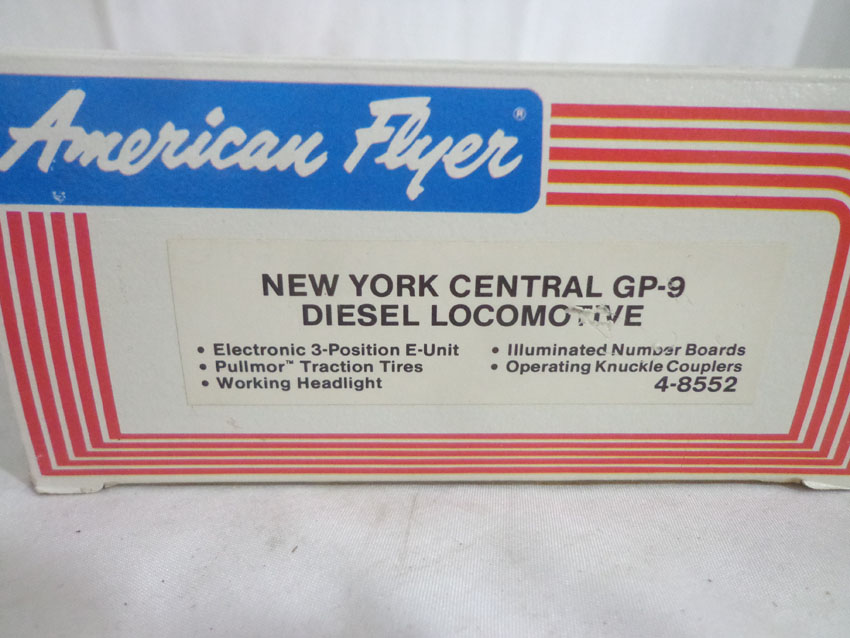 American Flyer®
NEW YORK CENTRAL GP-9
DIESEL LOCOMOTIVE
• Electronic 3-Position E-Unit
• Pullmor™ Traction Tires
• Working Headlight
• Illuminated Number Boards
• Operating Knuckle Couplers
4-8552